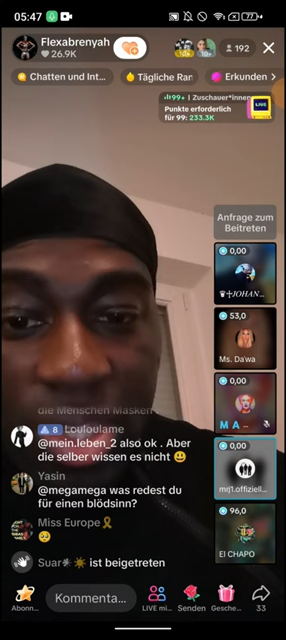 05:47
77
Flexabrenyah
26.9K
192
Chatten und Int...
Tägliche Ran
Erkunden >
99+ | Zuschauer*innen
Punkte erforderlich
für 99: 233.3K
LIVE
Anfrage zum
Beitreten
0,00
JOHAN...
53,0
Ms. Da'wa
0,00
M A ...
0,00
mrj1.offiziell...
96,0
El CHAPO
die Menschen Masken
8 Loufoulame
@mein.leben_2 also ok . Aber
die selber wissen es nicht 😃
Yasin
@megamega was redest du
für einen blödsinn?
Miss Europe🎗
🥺
Suar☀ ist beigetreten
Abonn...
Kommenta...
LIVE mi...
Senden
Gesche...
33